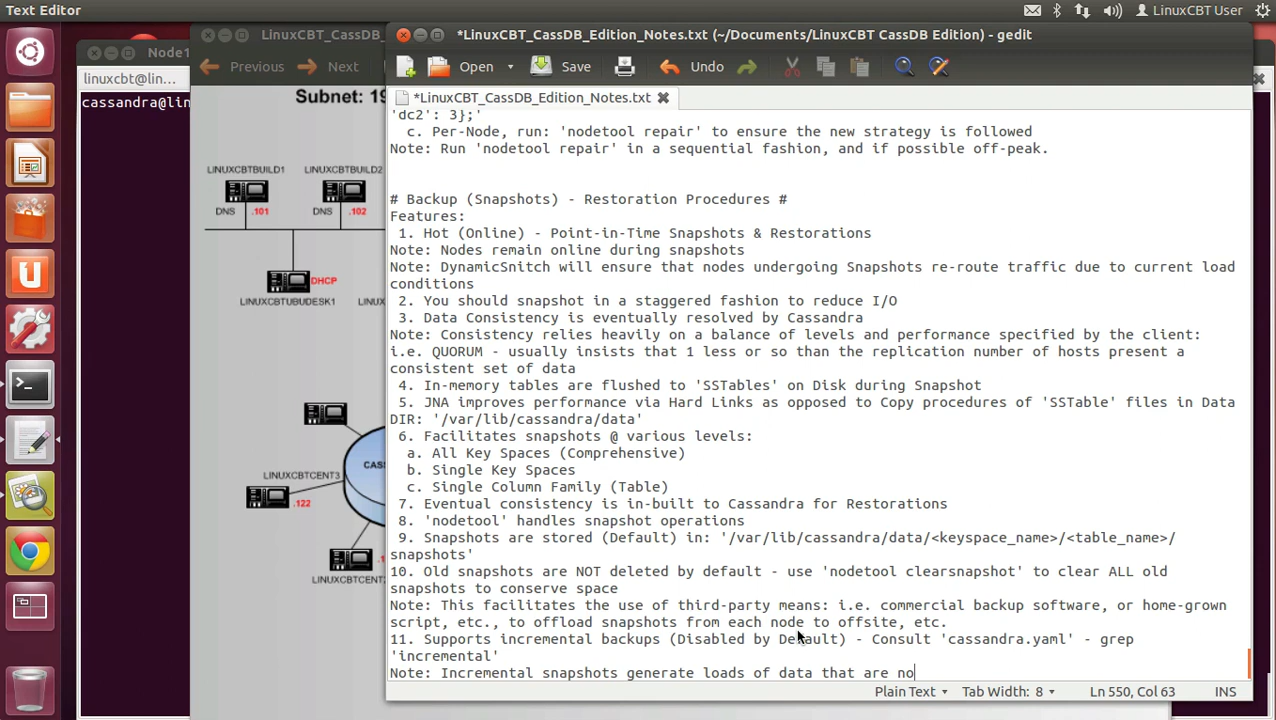 Text Editor
LinuxCBT User
Node1
LinuxCBT_CassDB
*LinuxCBT_CassDB_Edition_Notes.txt (~/Documents/LinuxCBT CassDB Edition) - gedit
linuxcbt@lin...
Previous
Next
Open
Save
Undo
*LinuxCBT_CassDB_Edition_Notes.txt
cassandra@lin
Subnet: 19
LINUXCBTBUILD1
LINUXCBTBUILD2
DNS
.101
DNS
.102
DHCP
LINUXCBTUBUDESK1
LINUX
CASS
LINUXCBTCENT3
.122
LINUXCBTCENT2
'dc2': 3};'
c. Per-Node, run: 'nodetool repair' to ensure the new strategy is followed
Note: Run 'nodetool repair' in a sequential fashion, and if possible off-peak.
# Backup (Snapshots) - Restoration Procedures #
Features:
1. Hot (Online) - Point-in-Time Snapshots & Restorations
Note: Nodes remain online during snapshots
Note: DynamicSnitch will ensure that nodes undergoing Snapshots re-route traffic due to current load
conditions
2. You should snapshot in a staggered fashion to reduce I/O
3. Data Consistency is eventually resolved by Cassandra
Note: Consistency relies heavily on a balance of levels and performance specified by the client:
i.e. QUORUM - usually insists that 1 less or so than the replication number of hosts present a
consistent set of data
4. In-memory tables are flushed to 'SSTables' on Disk during Snapshot
5. JNA improves performance via Hard Links as opposed to Copy procedures of 'SSTable' files in Data
DIR: '/var/lib/cassandra/data'
6. Facilitates snapshots @ various levels:
a. All Key Spaces (Comprehensive)
b. Single Key Spaces
c. Single Column Family (Table)
7. Eventual consistency is in-built to Cassandra for Restorations
8. 'nodetool' handles snapshot operations
9. Snapshots are stored (Default) in: '/var/lib/cassandra/data/<keyspace_name>/<table_name>/
snapshots'
10. Old snapshots are NOT deleted by default - use 'nodetool clearsnapshot' to clear ALL old
snapshots to conserve space
Note: This facilitates the use of third-party means: i.e. commercial backup software, or home-grown
script, etc., to offload snapshots from each node to offsite, etc.
11. Supports incremental backups (Disabled by Default) - Consult 'cassandra.yaml' - grep
'incremental'
Note: Incremental snapshots generate loads of data that are no
Plain Text
Tab Width: 8
Ln 550, Col 63
INS